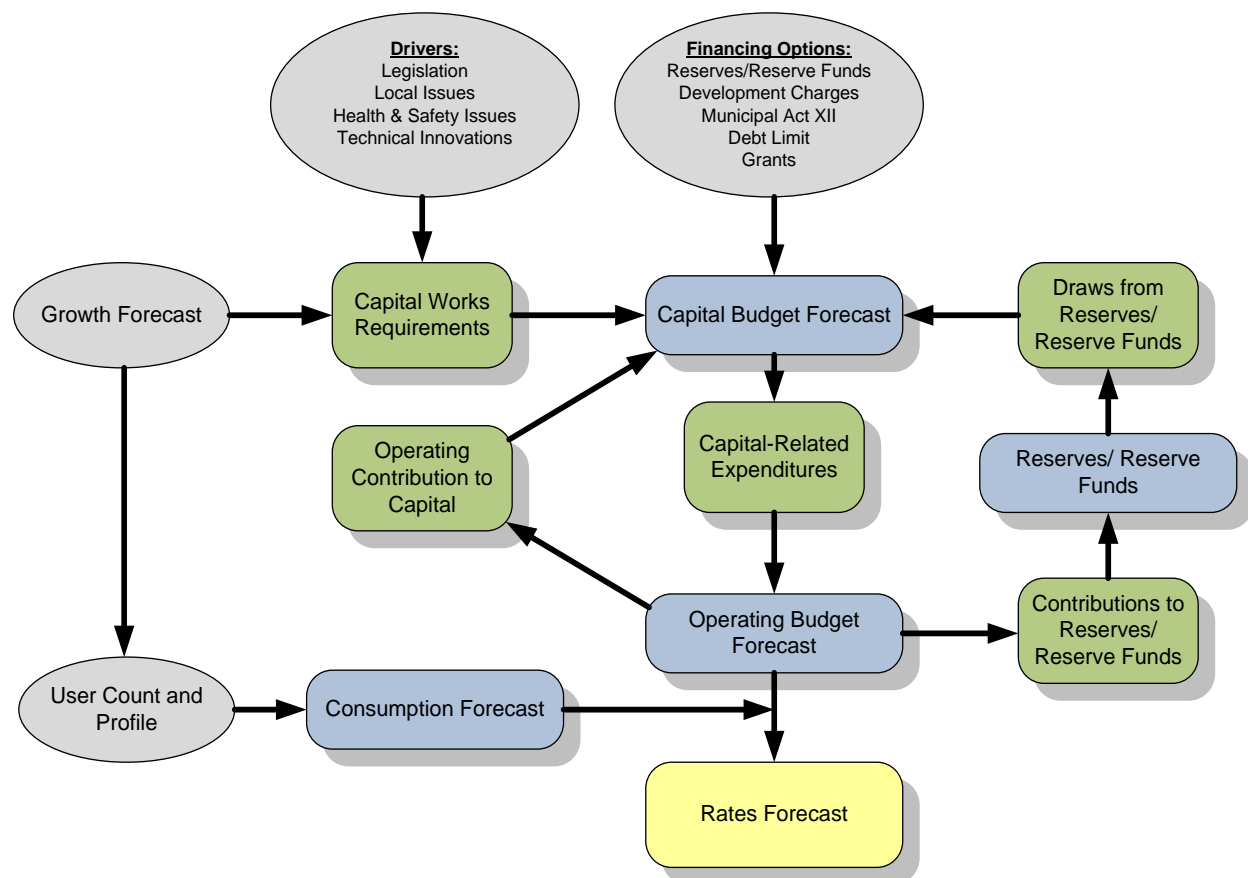 Drivers:
Legislation
Local Issues
Health & Safety Issues
Technical Innovations
Financing Options:
Reserves/Reserve Funds
Development Charges
Municipal Act XII
Debt Limit
Grants
Growth Forecast
Capital Works
Requirements
Capital Budget Forecast
Draws from
Reserves/
Reserve Funds
Operating
Contribution to
Capital
Capital-Related
Expenditures
Reserves/ Reserve
Funds
Operating Budget
Forecast
Contributions to
Reserves/
Reserve Funds
User Count and
Profile
Consumption Forecast
Rates Forecast